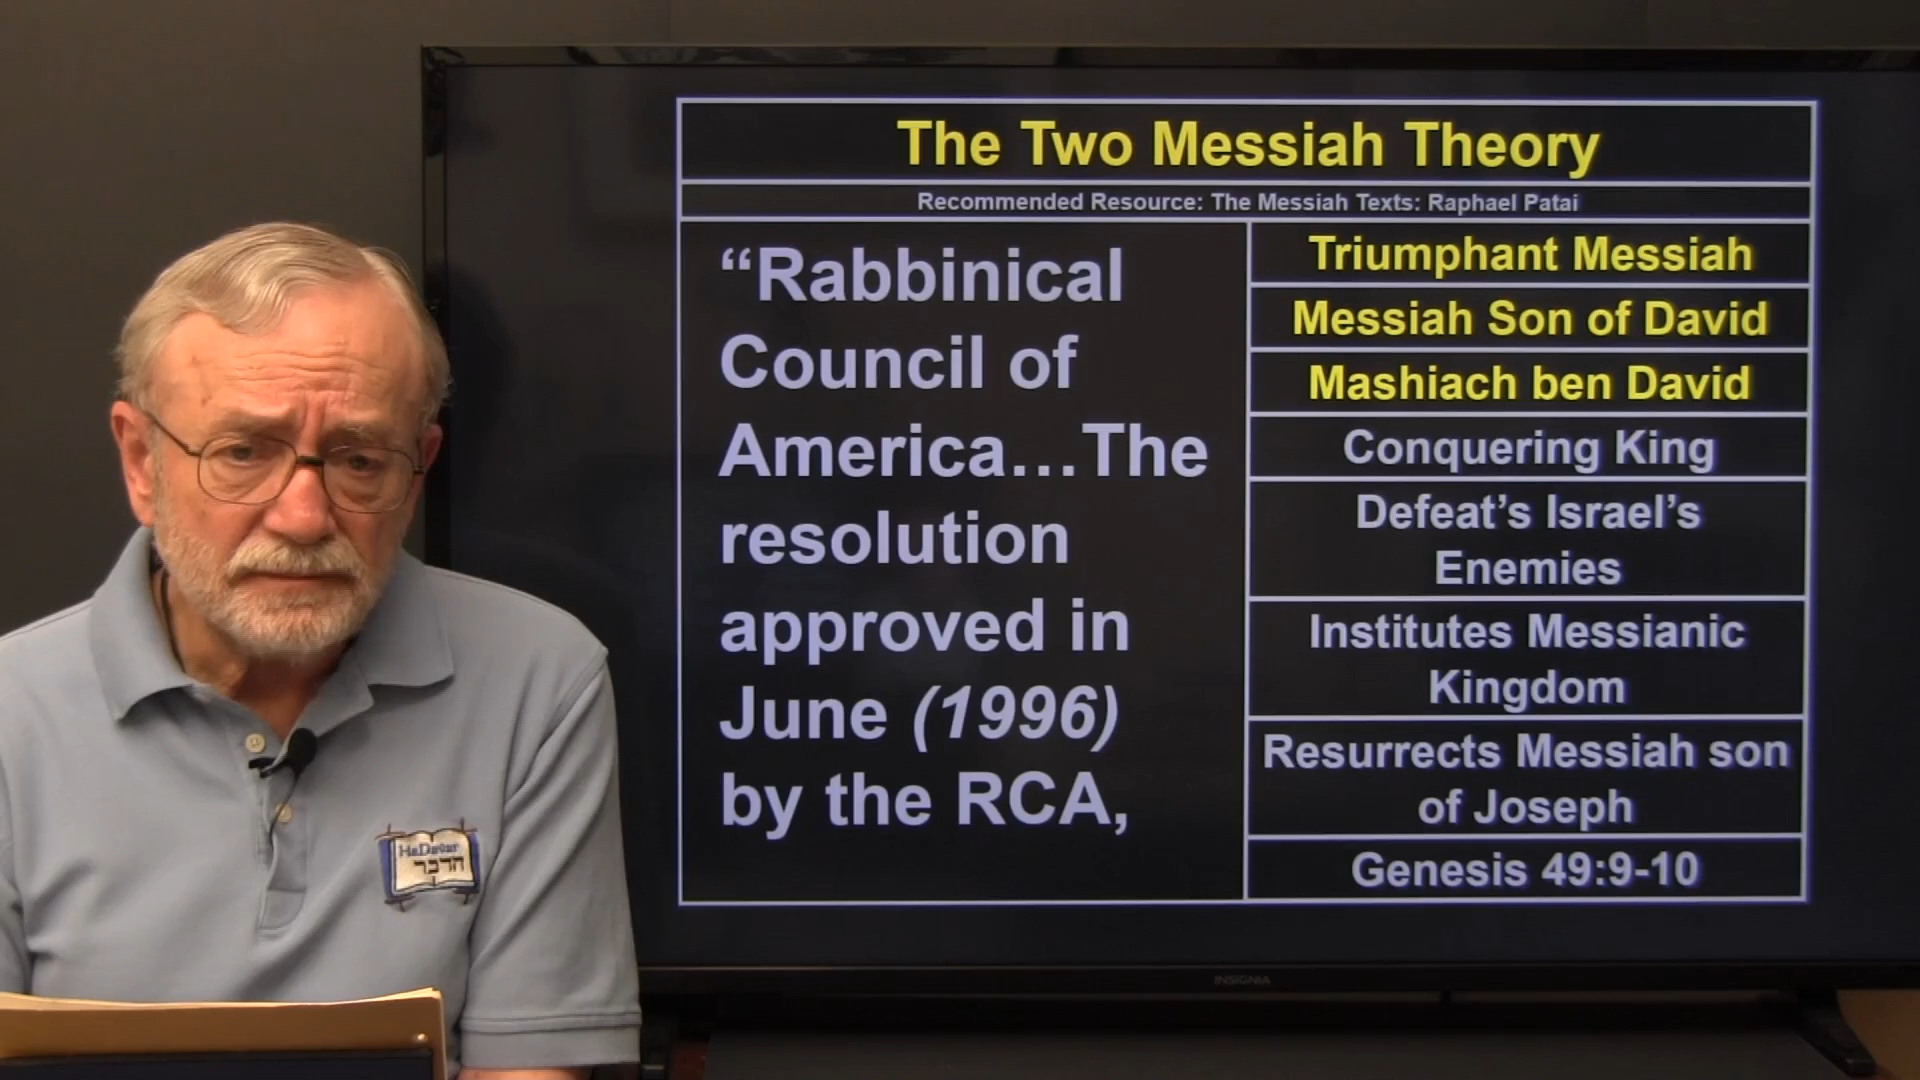 The Two Messiah Theory
Recommended Resource: The Messiah Texts: Raphael Patai
“Rabbinical
Council of
America…The
resolution
approved in
June (1996)
by the RCA,
Triumphant Messiah
Messiah Son of David
Mashiach ben David
Conquering King
Defeat’s Israel’s
Enemies
Institutes Messianic
Kingdom
Resurrects Messiah son
of Joseph
Genesis 49:9-10
HaDavar
הדבר
INSIGNIA